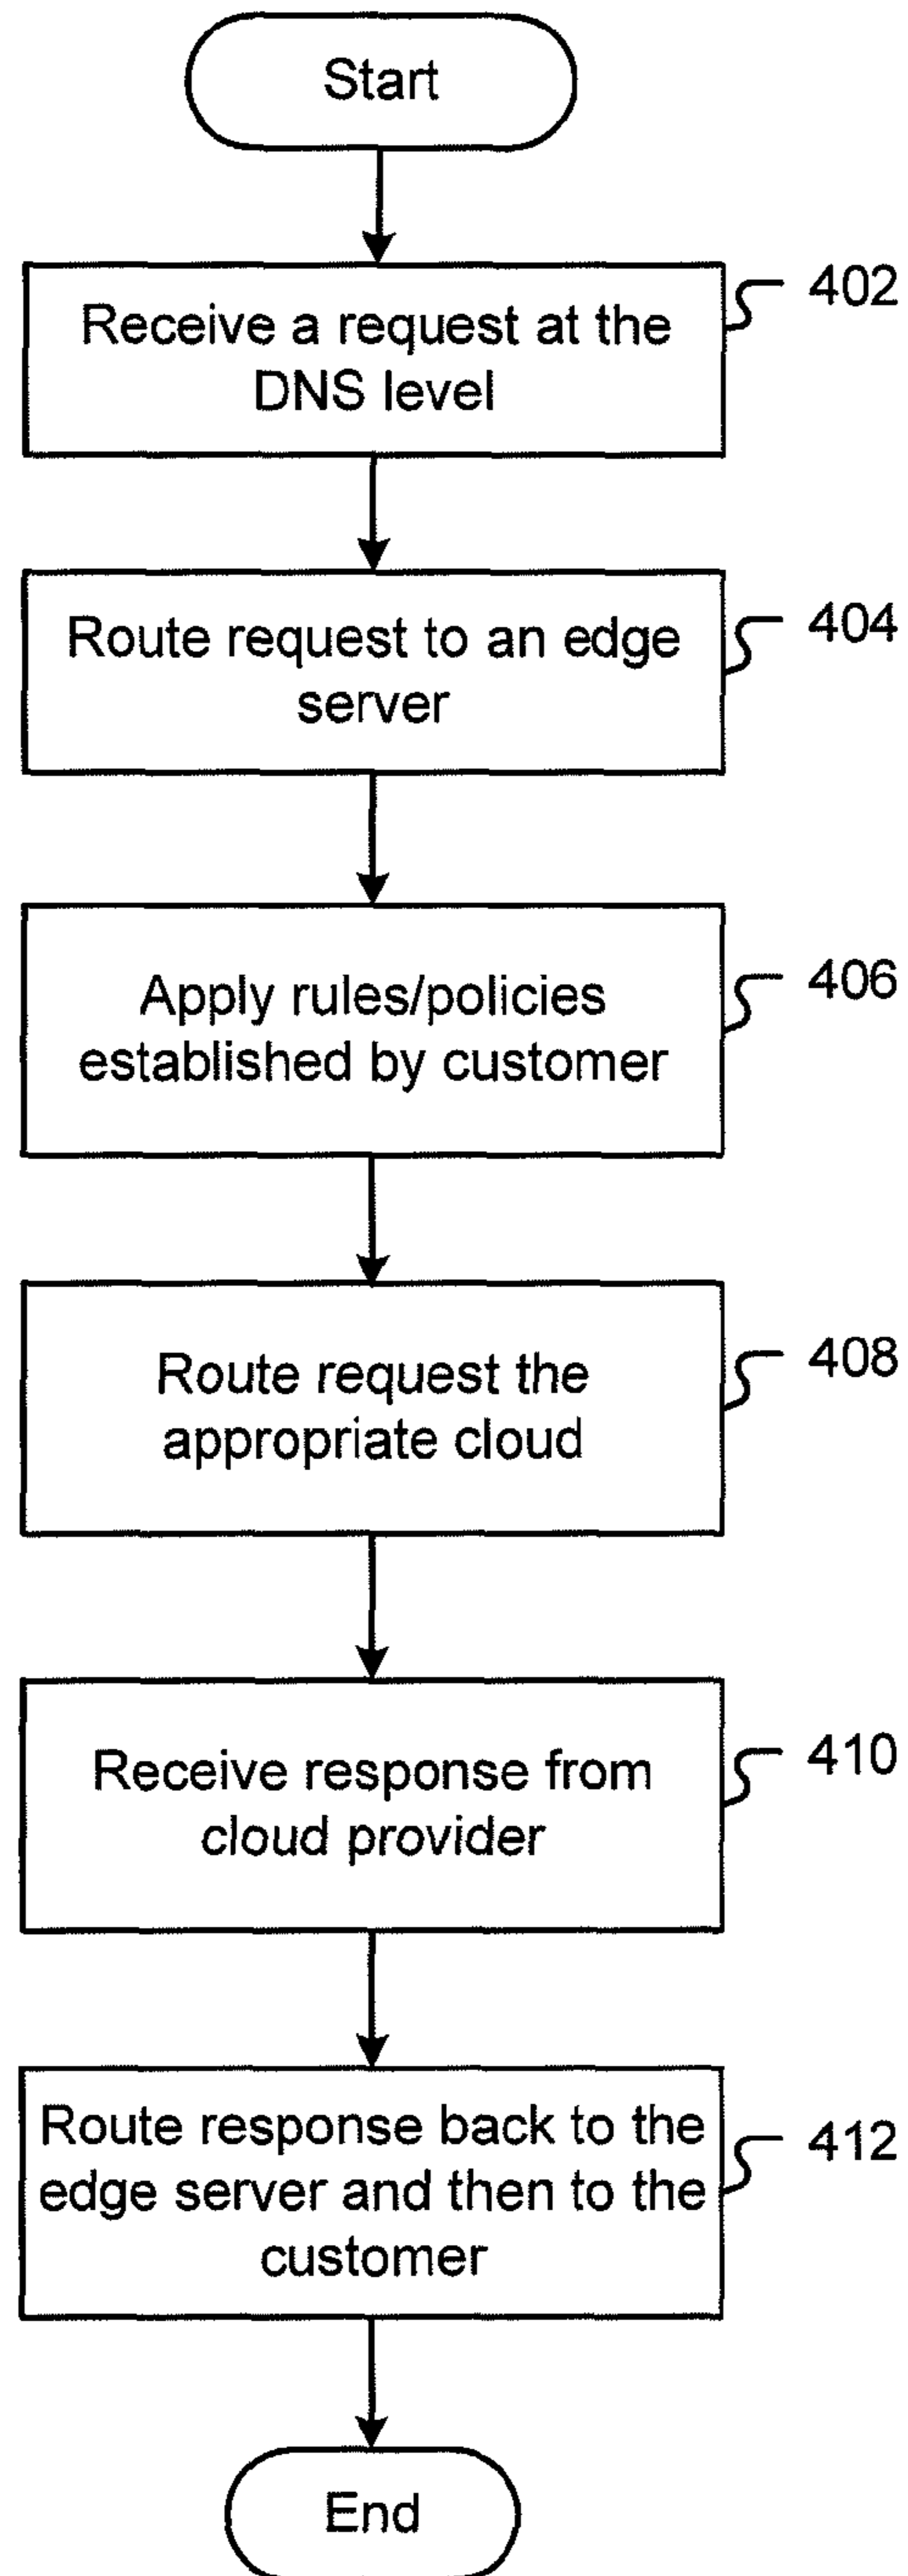 Start
Receive a request at the
DNS level
402
Route request to an edge
server
404
Apply rules/policies
established by customer
406
Route request the
appropriate cloud
408
Receive response from
cloud provider
410
Route response back to the
edge server and then to the
customer
412
End